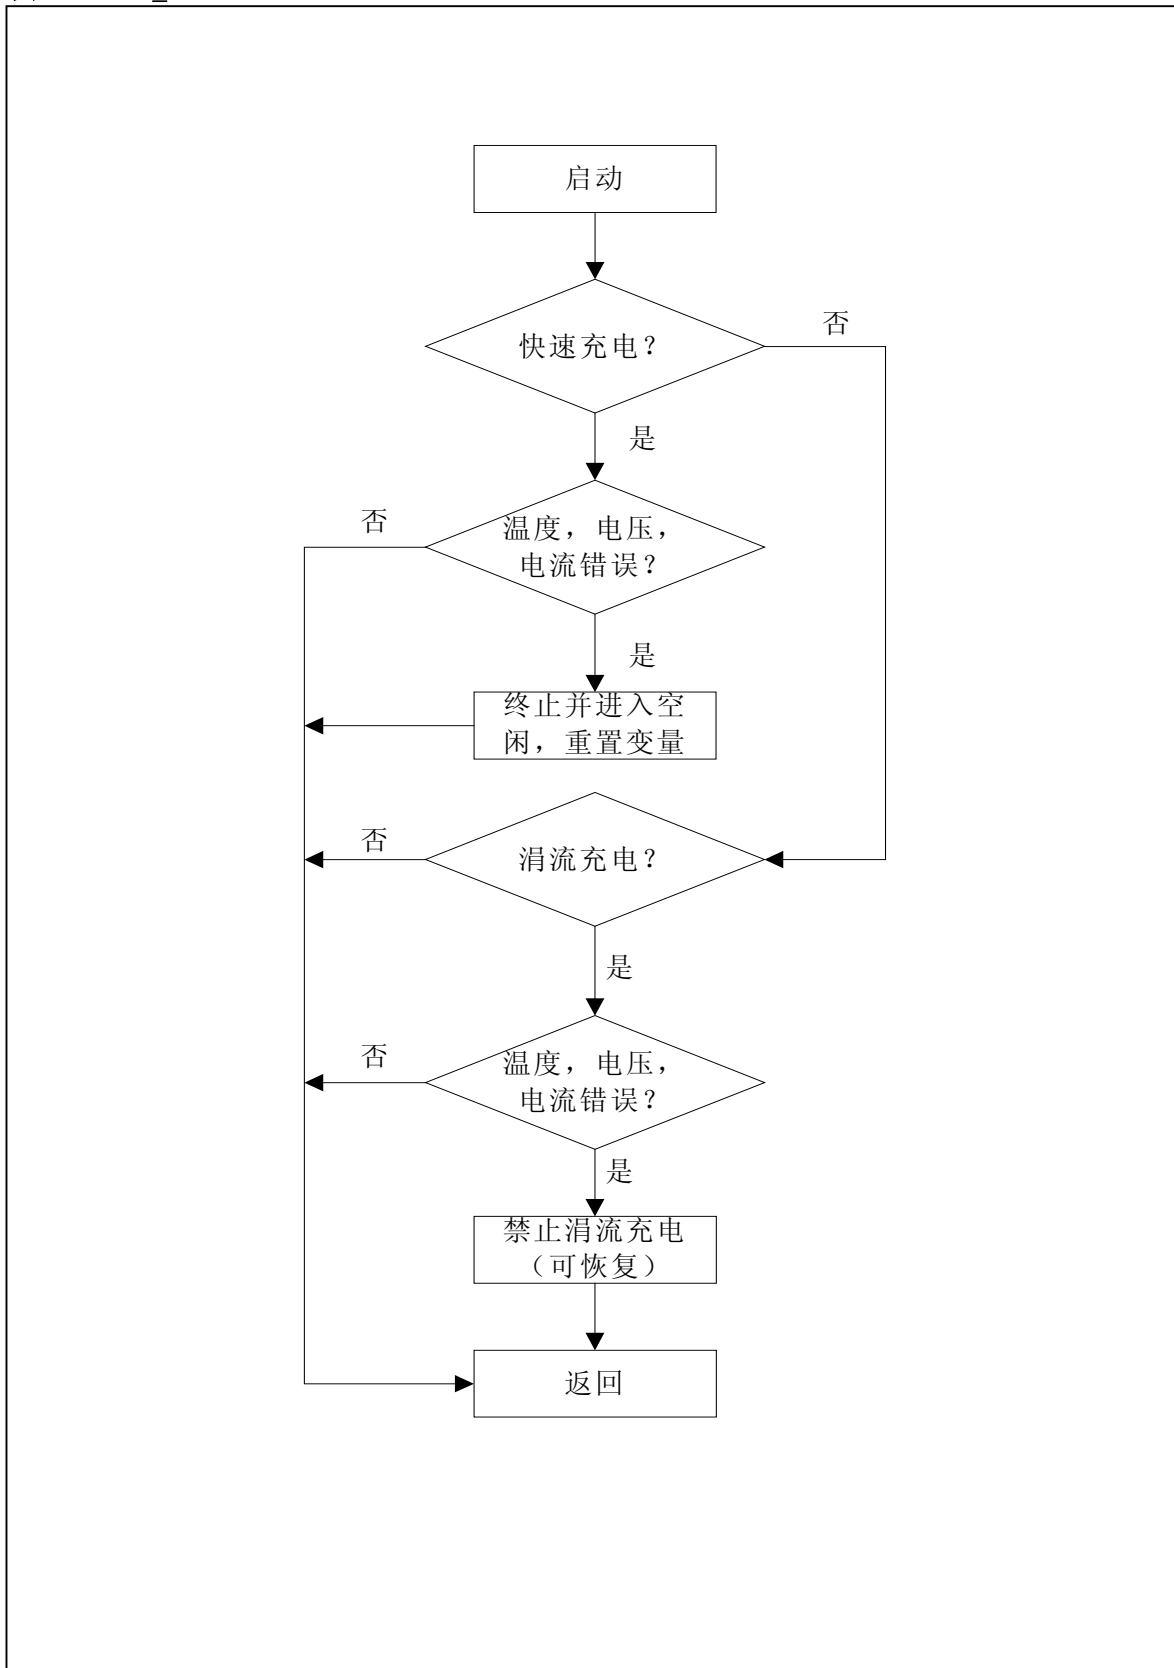 启动
快速充电？
否
是
温度，电压，
电流错误？
否
是
终止并进入空
闲，重置变量
涓流充电？
否
是
温度，电压，
电流错误？
否
是
禁止涓流充电
（可恢复）
返回